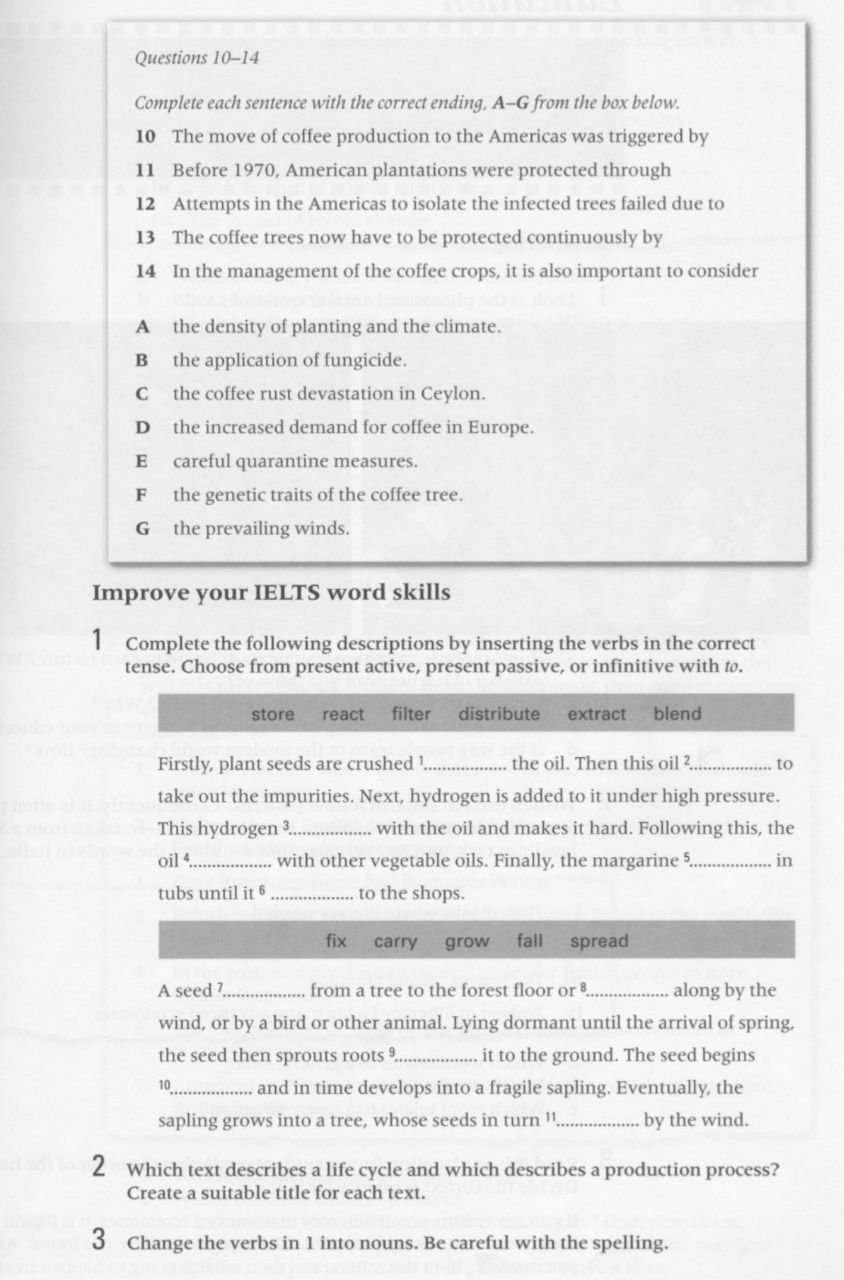 Questions 10–14
Complete each sentence with the correct ending, A–G from the box below.
10 The move of coffee production to the Americas was triggered by
11 Before 1970, American plantations were protected through
12 Attempts in the Americas to isolate the infected trees failed due to
13 The coffee trees now have to be protected continuously by
14 In the management of the coffee crops, it is also important to consider
A the density of planting and the climate.
B the application of fungicide.
C the coffee rust devastation in Ceylon.
D the increased demand for coffee in Europe.
E careful quarantine measures.
F the genetic traits of the coffee tree.
G the prevailing winds.
Improve your IELTS word skills
1 Complete the following descriptions by inserting the verbs in the correct
tense. Choose from present active, present passive, or infinitive with to.
store react filter distribute extract blend
Firstly, plant seeds are crushed 1.................. the oil. Then this oil 2.................. to
take out the impurities. Next, hydrogen is added to it under high pressure.
This hydrogen 3.................. with the oil and makes it hard. Following this, the
oil 4.................. with other vegetable oils. Finally, the margarine 5.................. in
tubs until it 6.................. to the shops.
fix carry grow fall spread
A seed 7.................. from a tree to the forest floor or 8.................. along by the
wind, or by a bird or other animal. Lying dormant until the arrival of spring,
the seed then sprouts roots 9.................. it to the ground. The seed begins
10.................. and in time develops into a fragile sapling. Eventually, the
sapling grows into a tree, whose seeds in turn 11.................. by the wind.
2 Which text describes a life cycle and which describes a production process?
Create a suitable title for each text.
3 Change the verbs in 1 into nouns. Be careful with the spelling.